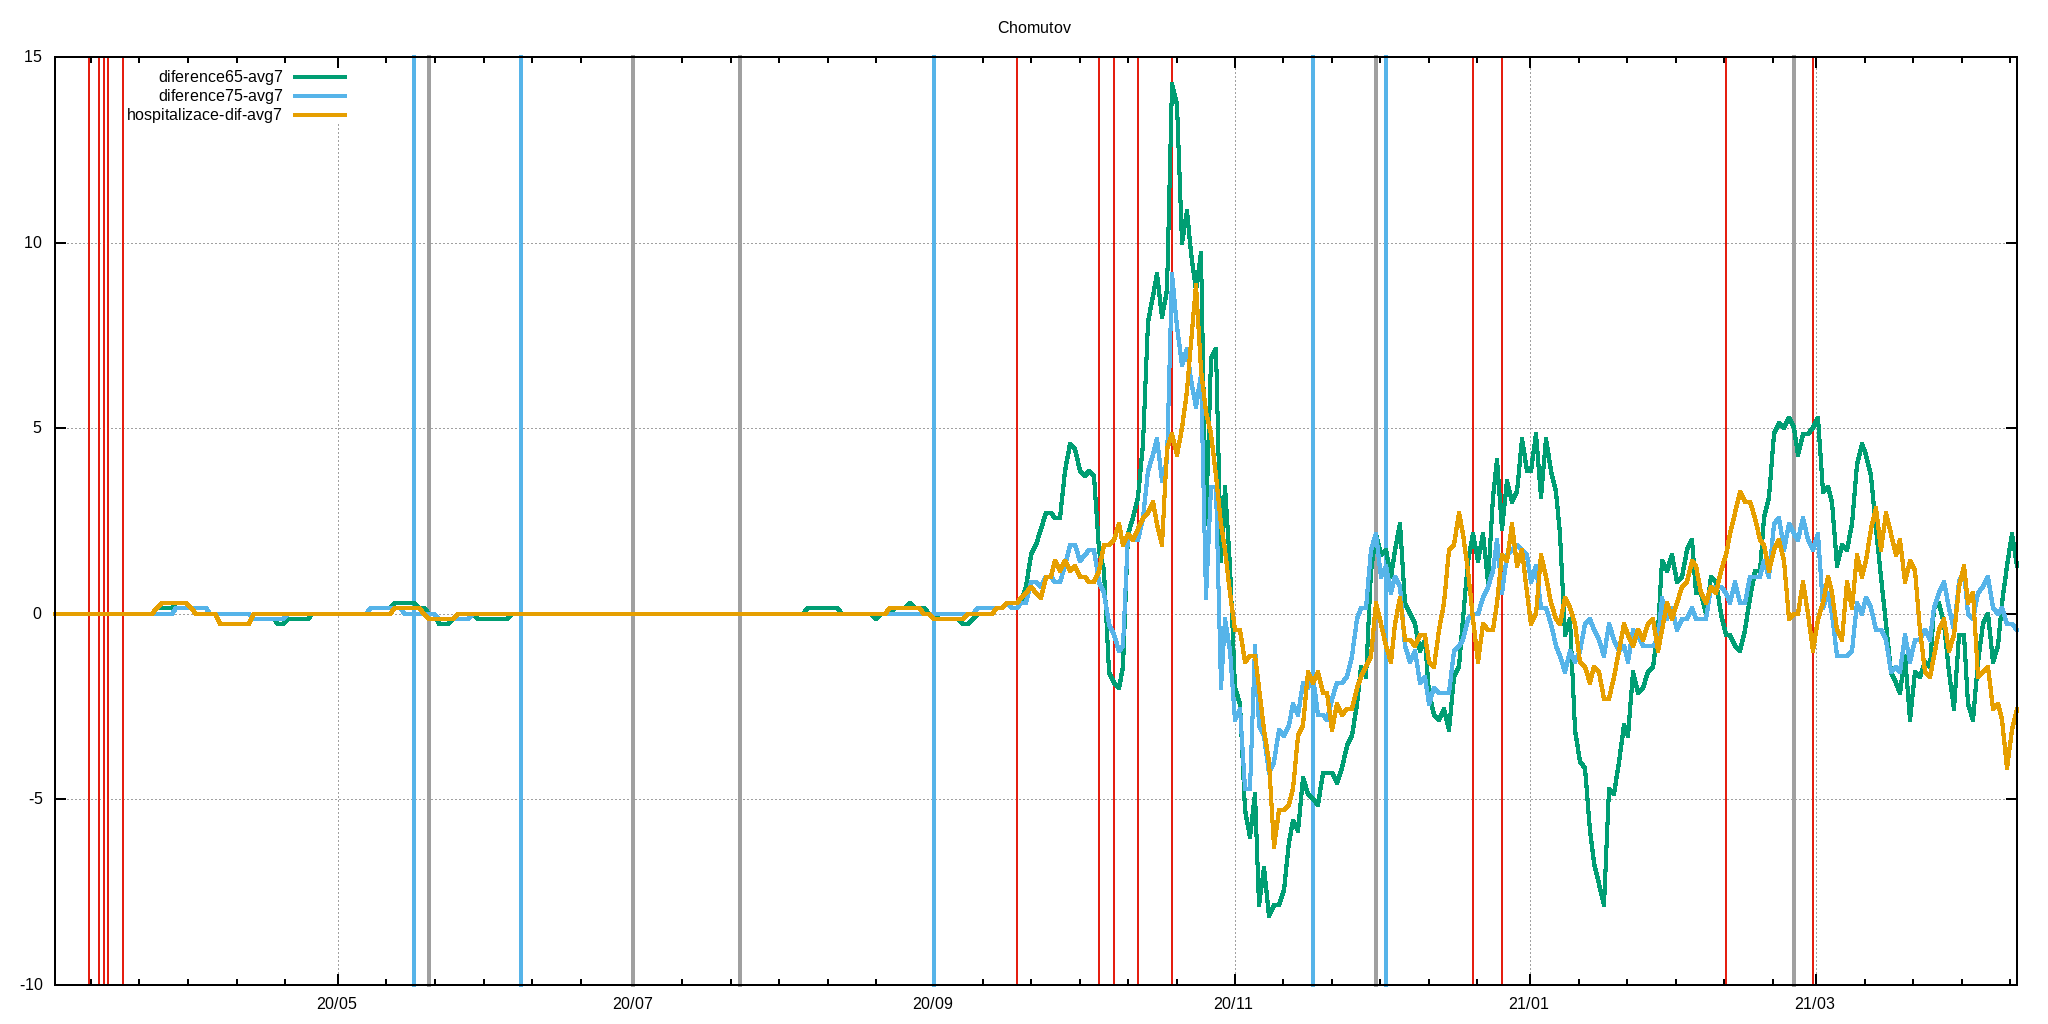 Chomutov
15
diference65-avg7
diference75-avg7
hospitalizace-dif-avg7
10
5
0
-5
-10
20/05 20/07 20/09 20/11 21/01 21/03